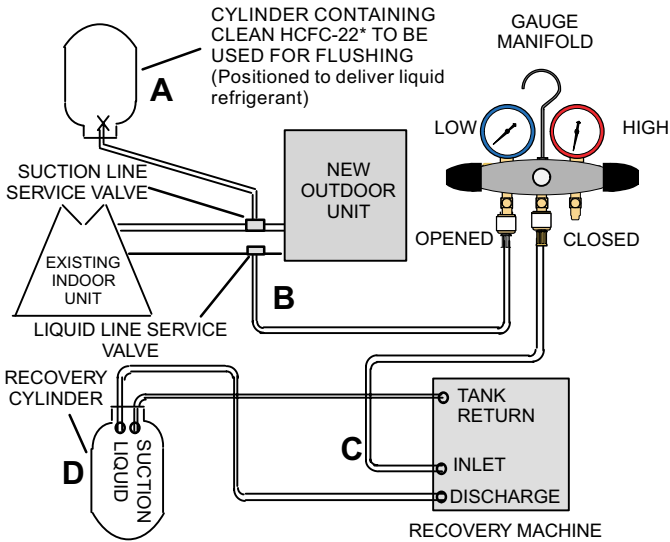 CYLINDER CONTAINING
CLEAN HCFC-22* TO BE
USED FOR FLUSHING
(Positioned to deliver liquid
refrigerant)
A
GAUGE
MANIFOLD
LOW
HIGH
SUCTION LINE
SERVICE VALVE
NEW
OUTDOOR
UNIT
OPENED
CLOSED
EXISTING
INDOOR
UNIT
B
LIQUID LINE SERVICE
VALVE
RECOVERY
CYLINDER
TANK
RETURN
LIQUID
SUCTION
D
C
INLET
DISCHARGE
RECOVERY MACHINE